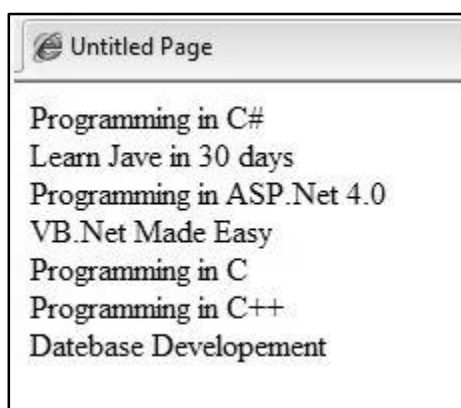 Untitled Page
Programming in C#
Learn Jave in 30 days
Programming in ASP.Net 4.0
VB.Net Made Easy
Programming in C
Programming in C++
Datebase Developement